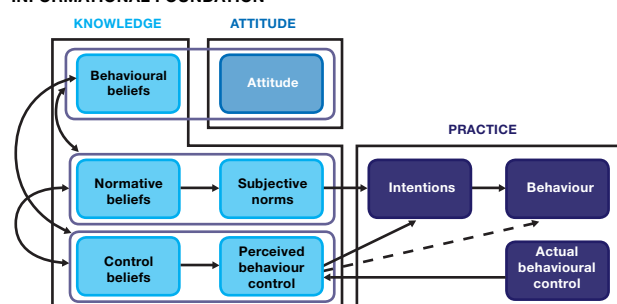 INFORMATIONAL FOUNDATION
KNOWLEDGE
ATTITUDE
Behavioural
beliefs
Attitude
PRACTICE
Normative
beliefs
Subjective
norms
Intentions
Behaviour
Control
beliefs
Perceived
behaviour
control
Actual
behavioural
control